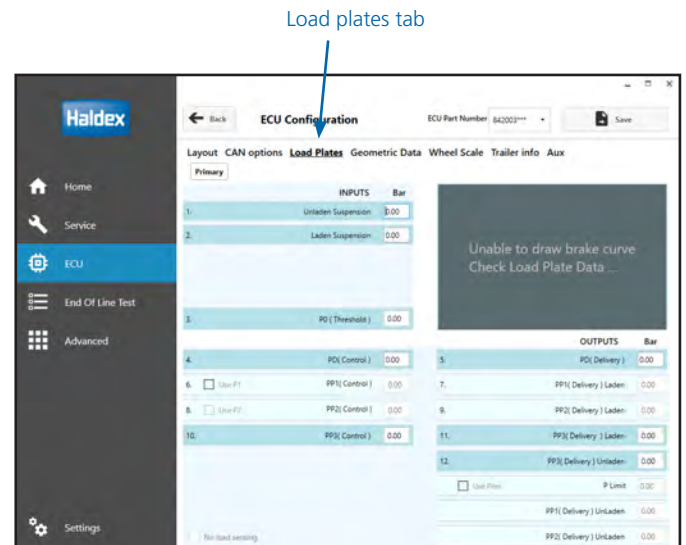 Load plates tab
Haldex
Back ECU Configuration ECU Part Number 842003*** Save
Layout CAN options Load Plates Geometric Data Wheel Scale Trailer info Aux
Primary
Home
Service
ECU
End Of Line Test
Advanced
Settings
INPUTS Bar
1. Unladen Suspension 0.00
2. Laden Suspension 0.00
3. P0 ( Threshold ) 0.00
4. PD( Control ) 0.00
6. Use P1 PP1( Control ) 0.00
8. Use P2 PP2( Control ) 0.00
10. PP3( Control ) 0.00
No load sensing
Unable to draw brake curve
Check Load Plate Data ...
OUTPUTS Bar
5. PD( Delivery ) 0.00
7. PP1( Delivery ) Laden 0.00
9. PP2( Delivery ) Laden 0.00
11. PP3( Delivery ) Laden 0.00
12. PP3( Delivery ) Unladen 0.00
P Limit 0.00
PP1( Delivery ) UnLaden 0.00
PP2( Delivery ) UnLaden 0.00